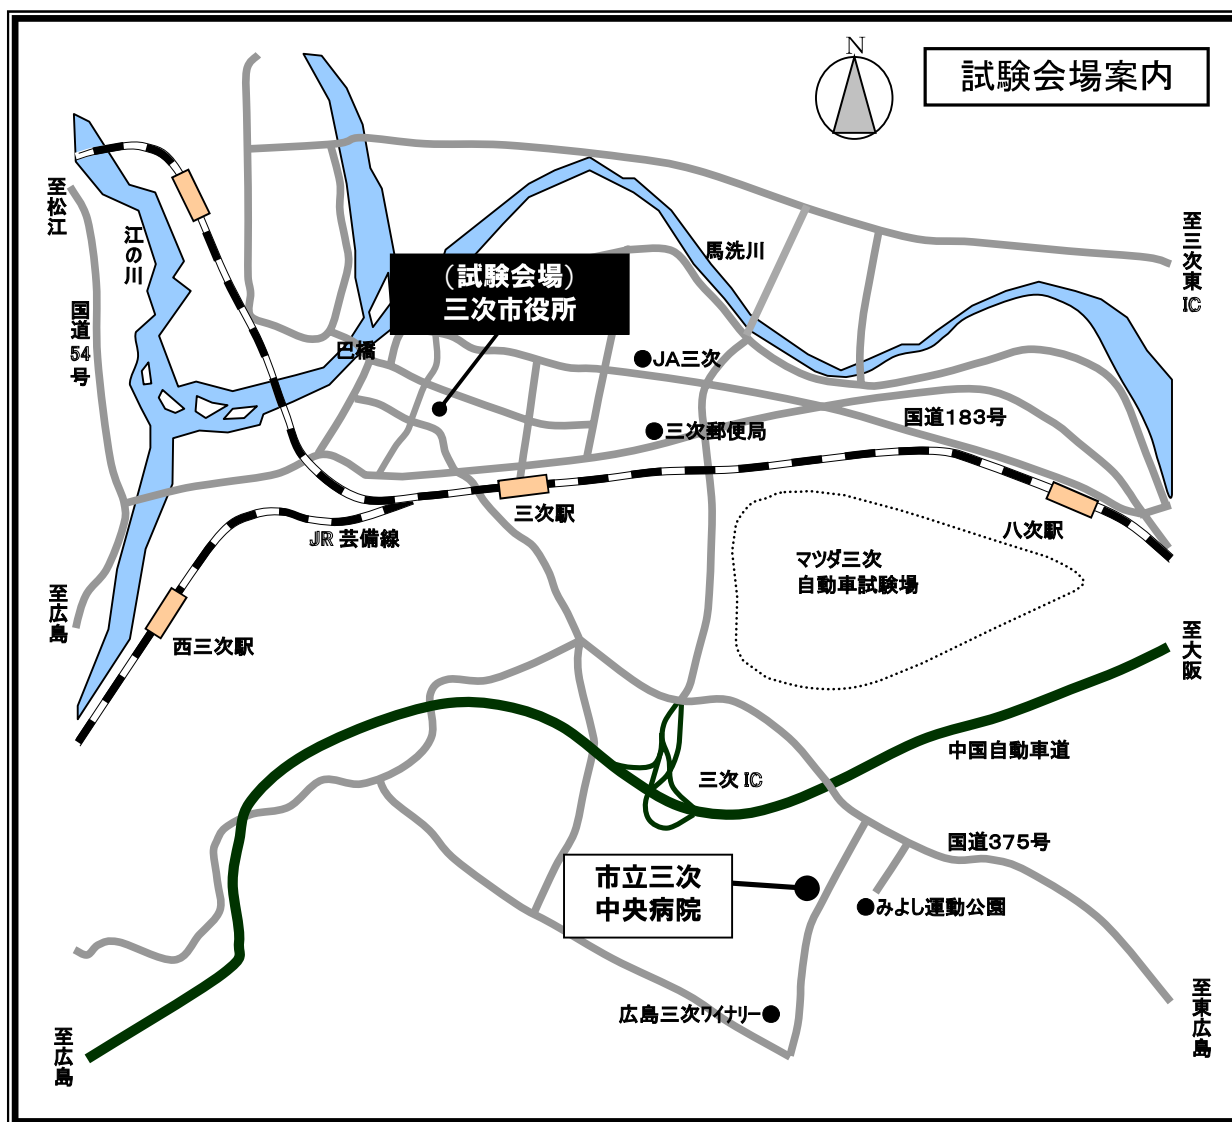 N
試験会場案内
至松江
江の川
国道54号
(試験会場)
三次市役所
馬洗川
至三次東IC
巴橋
JA三次
国道183号
三次郵便局
三次駅
八次駅
JR 芸備線
マツダ三次
自動車試験場
至広島
西三次駅
至大阪
中国自動車道
三次 IC
国道375号
市立三次
中央病院
みよし運動公園
広島三次ワイナリー
至広島
至東広島